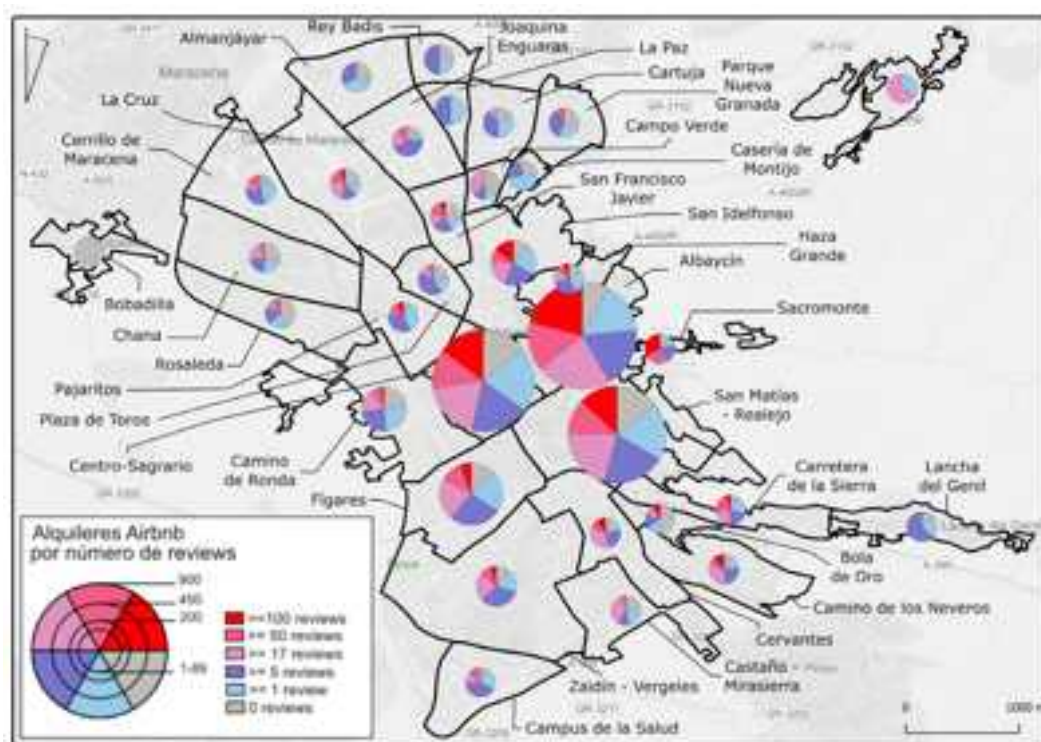 Rey Badis
Joaquina
Enguaras
Almanjáyar
La Paz
Maracena
Cartuja
Parque
Nueva
Granada
La Cruz
Campo Verde
Cerrillo de
Maracena
Casería de
Montijo
San Francisco
Javier
San Idelfonso
Haza
Grande
Albaycín
Bobadilla
Sacromonte
Chana
Rosaleda
Pajaritos
San Matías
- Realejo
Plaza de Toros
Centro-Sagrario
Camino
de Ronda
Carretera
de la Sierra
Lancha
del Genil
Figares
Alquileres Airbnb
por número de reviews
900
450
200
1-89
>=100 reviews
>= 50 reviews
>= 17 reviews
>= 5 reviews
>= 1 review
0 reviews
Bola
de Oro
Camino de los Neveros
Cervantes
Castaño -
Mirasierra
Zaidín - Vergeles
Campus de la Salud
0
1000 m